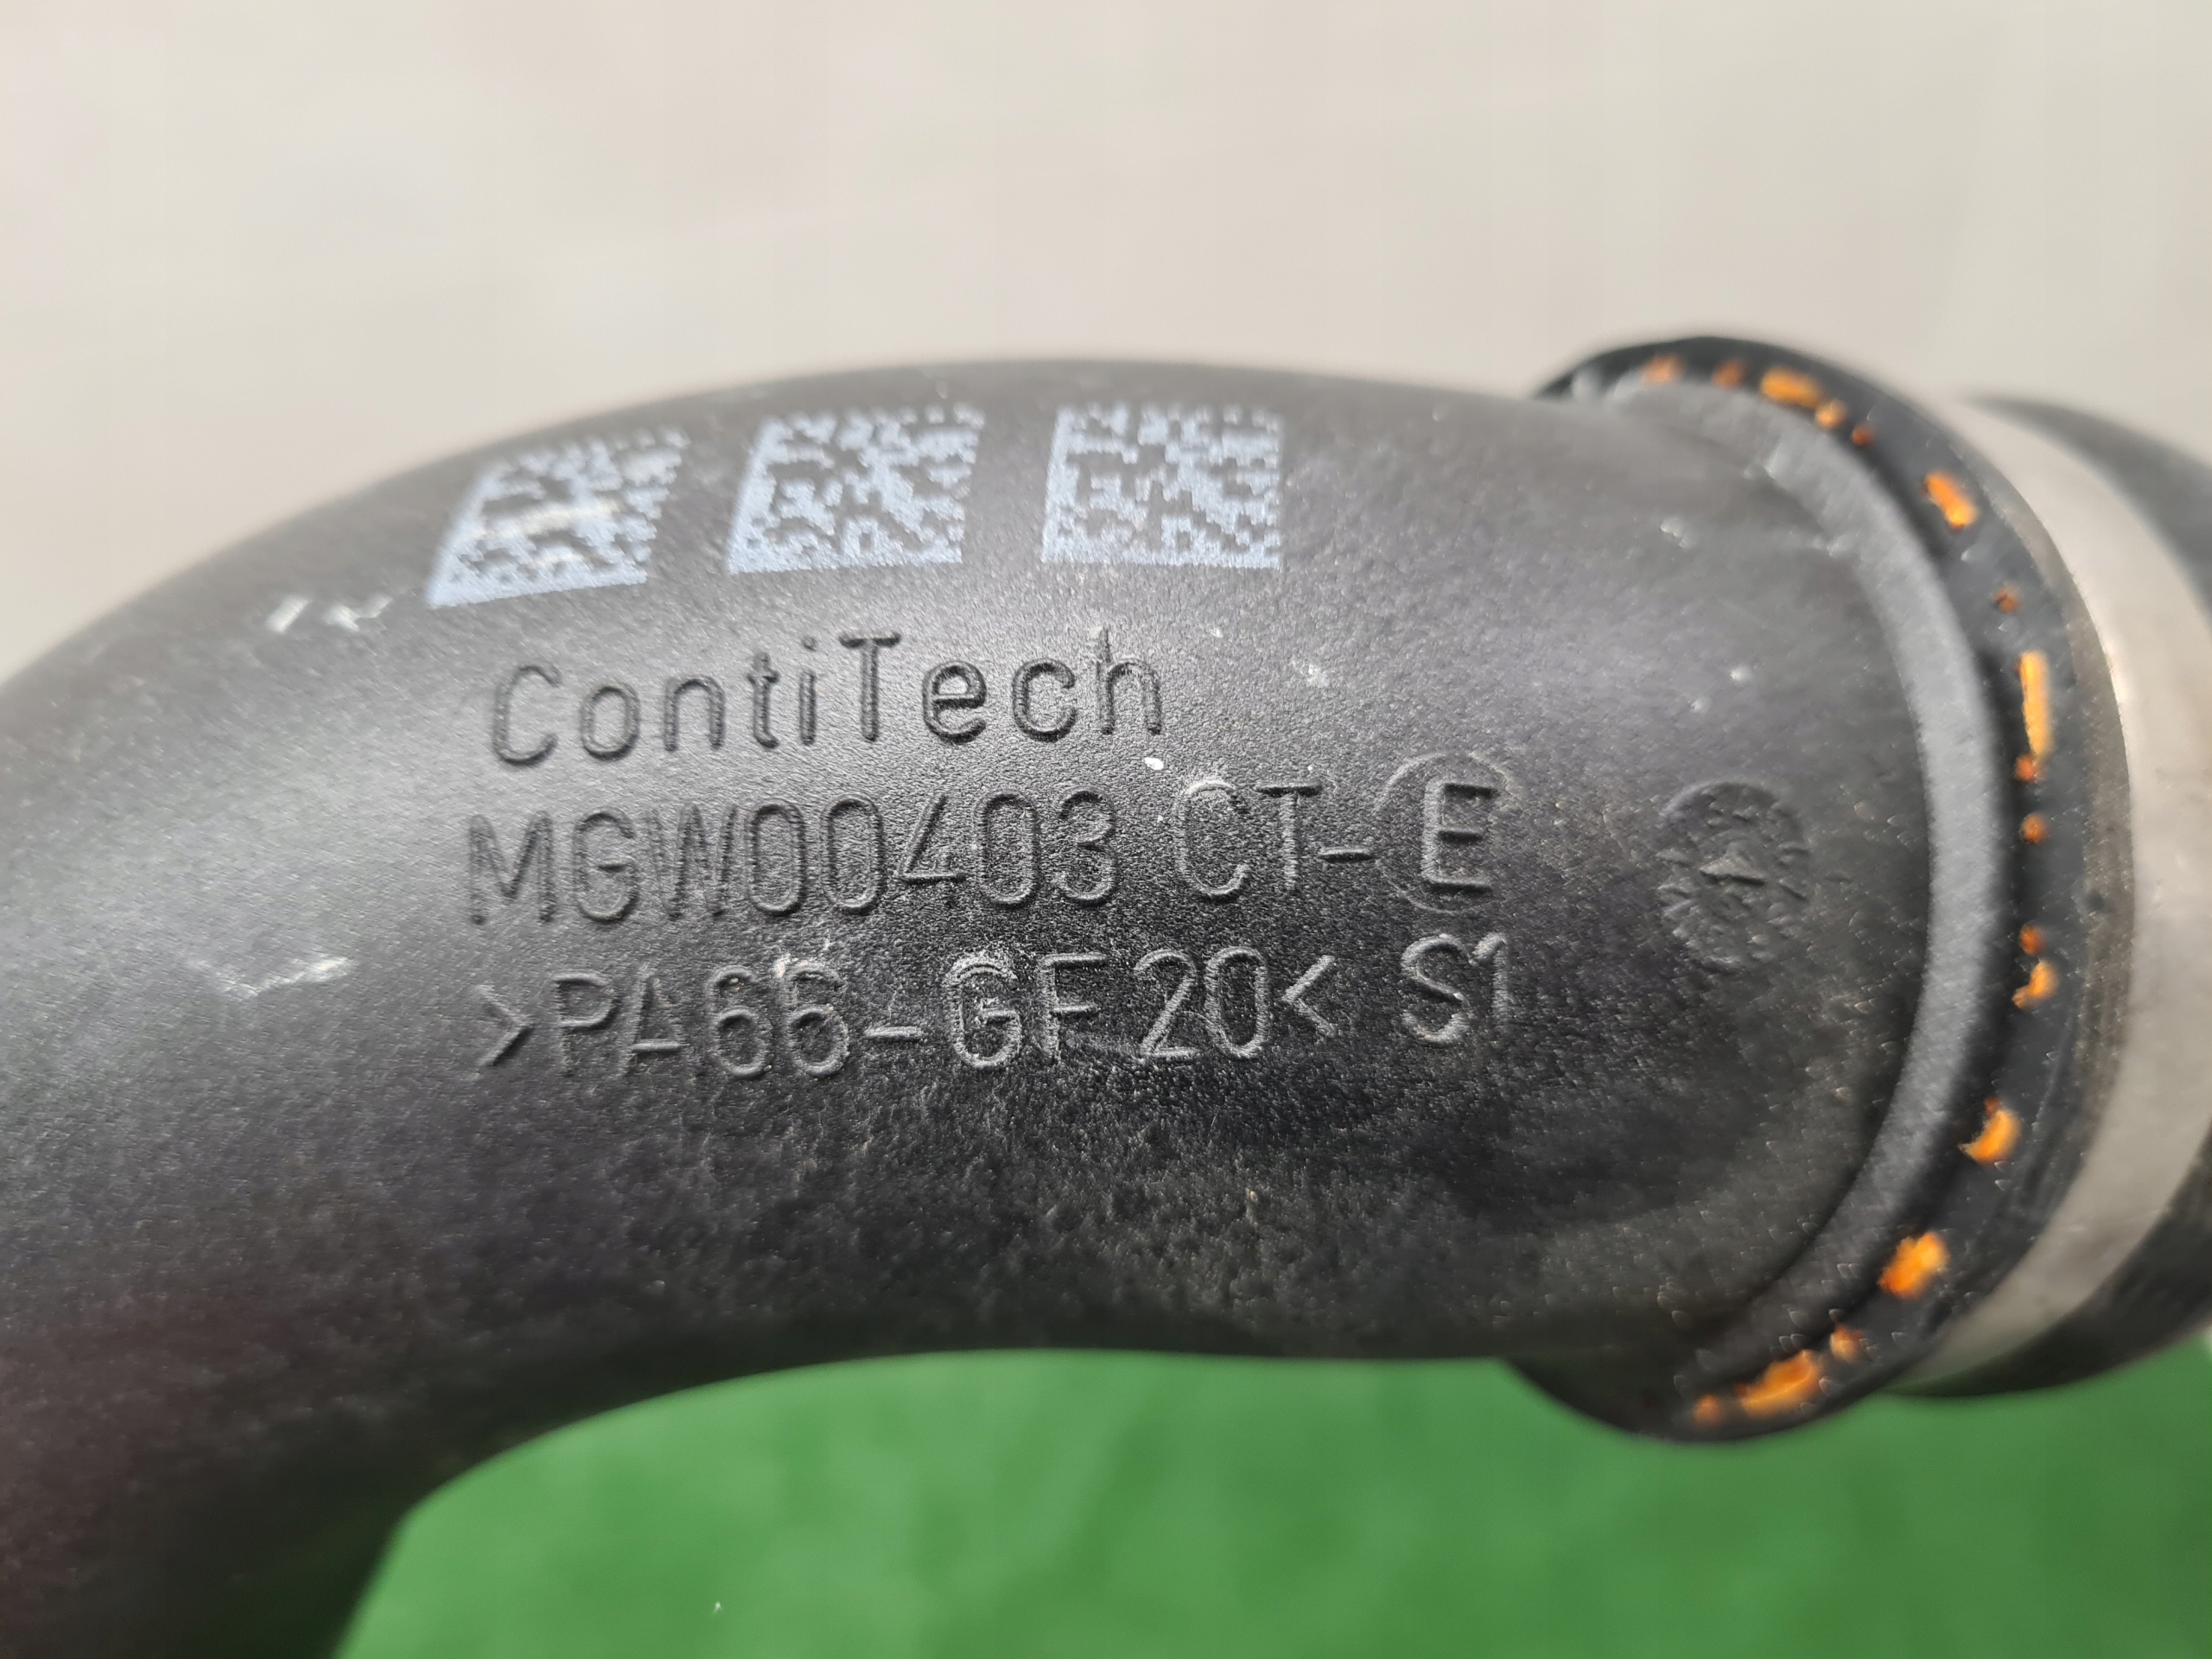 ContiTech
MGW00403 CT-E
>PA66-GF20< S1